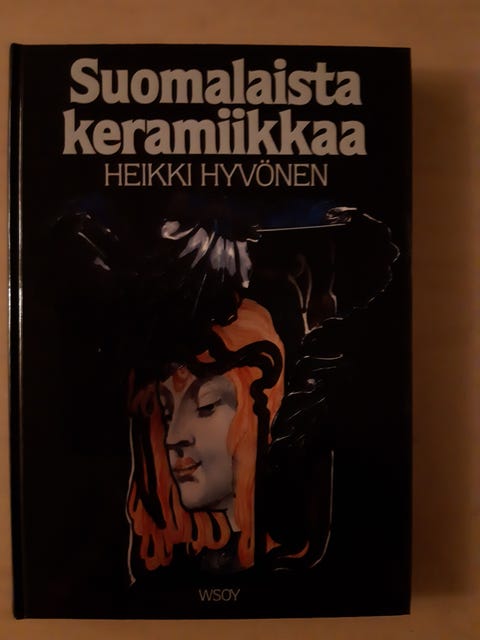 Suomalaista
keramiikkaa
HEIKKI HYVÖNEN
WSOY